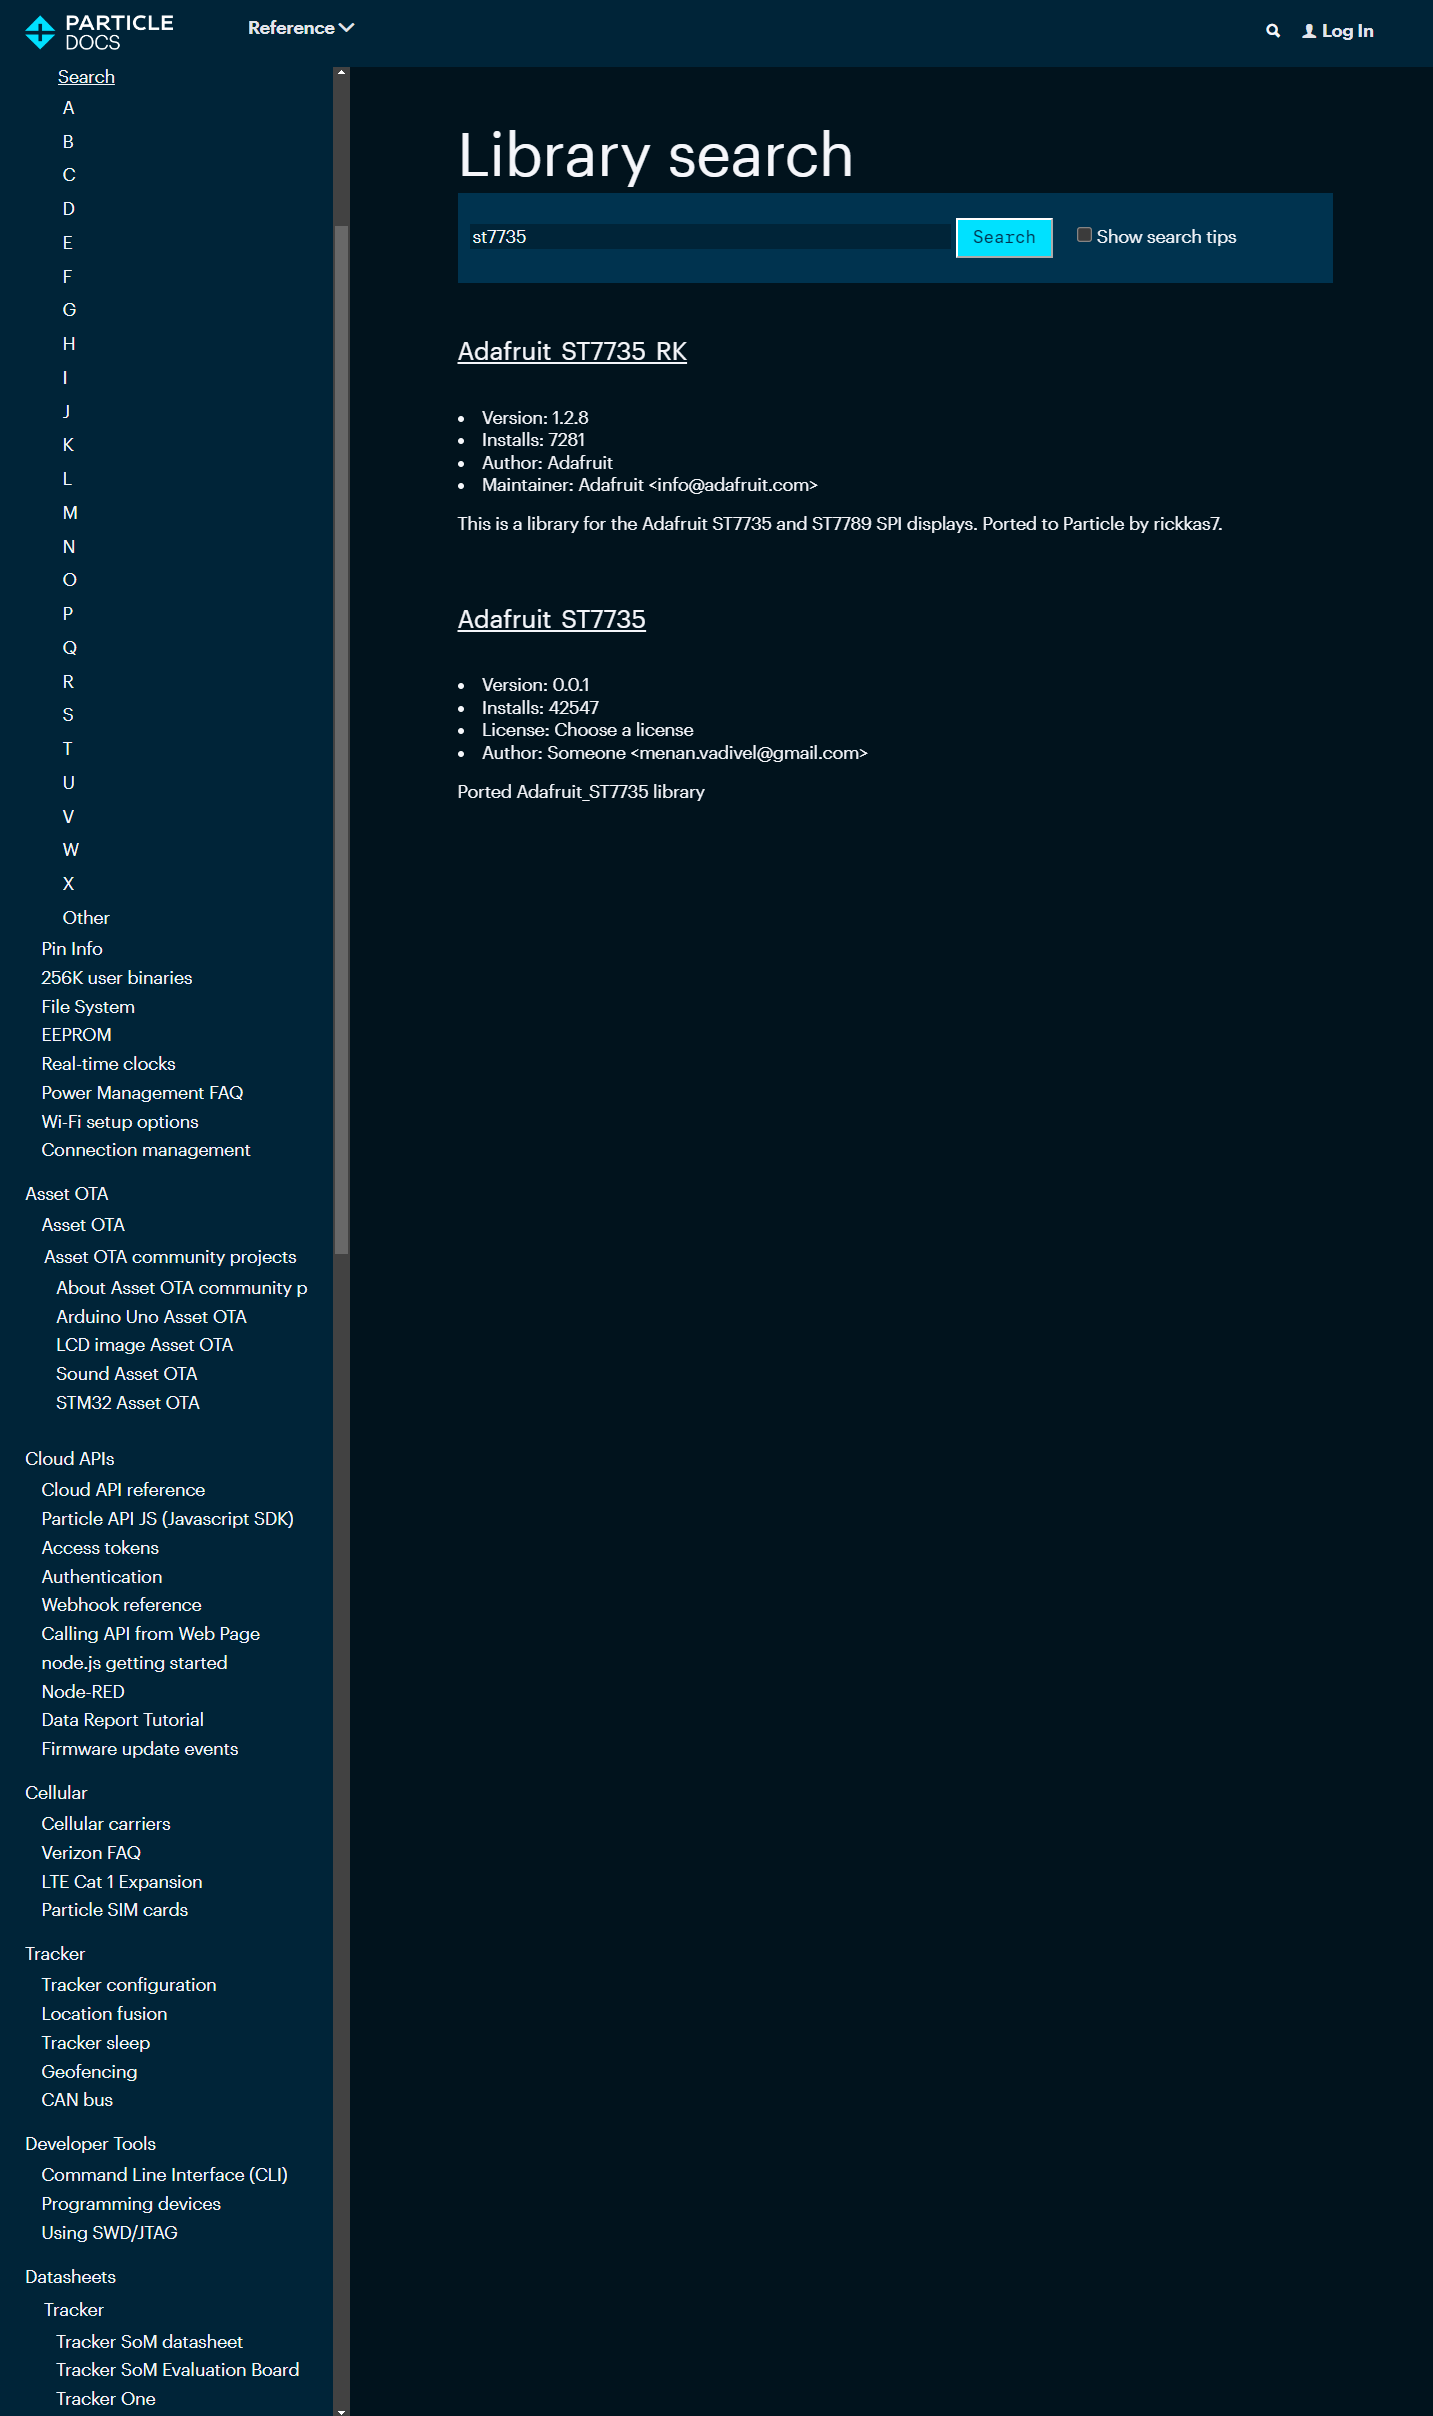 PARTICLE
DOCS
Reference
Log In
Search
A
B
C
D
E
F
G
H
I
J
K
L
M
N
O
P
Q
R
S
T
U
V
W
X
Other
Pin Info
256K user binaries
File System
EEPROM
Real-time clocks
Power Management FAQ
Wi-Fi setup options
Connection management
Asset OTA
Asset OTA
Asset OTA community projects
About Asset OTA community p
Arduino Uno Asset OTA
LCD image Asset OTA
Sound Asset OTA
STM32 Asset OTA
Cloud APIs
Cloud API reference
Particle API JS (Javascript SDK)
Access tokens
Authentication
Webhook reference
Calling API from Web Page
node.js getting started
Node-RED
Data Report Tutorial
Firmware update events
Cellular
Cellular carriers
Verizon FAQ
LTE Cat 1 Expansion
Particle SIM cards
Tracker
Tracker configuration
Location fusion
Tracker sleep
Geofencing
CAN bus
Developer Tools
Command Line Interface (CLI)
Programming devices
Using SWD/JTAG
Datasheets
Tracker
Tracker SoM datasheet
Tracker SoM Evaluation Board
Tracker One
Library search
st7735 Search Show search tips
Adafruit_ST7735_RK
• Version: 1.2.8
• Installs: 7281
• Author: Adafruit
• Maintainer: Adafruit <info@adafruit.com>
This is a library for the Adafruit ST7735 and ST7789 SPI displays. Ported to Particle by rickkas7.
Adafruit_ST7735
• Version: 0.0.1
• Installs: 42547
• License: Choose a license
• Author: Someone <menan.vadivel@gmail.com>
Ported Adafruit_ST7735 library